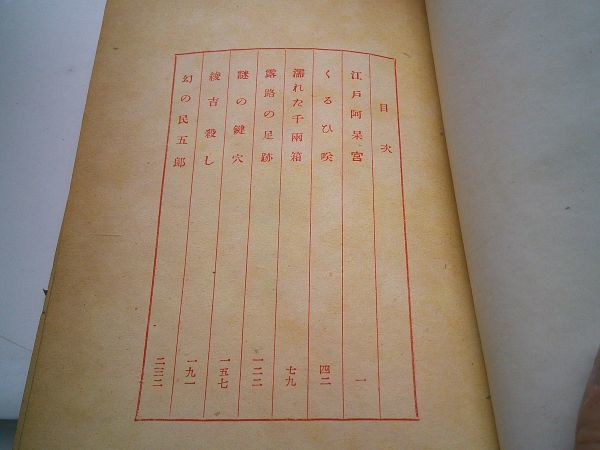 目次
江戸阿呆宮 一
くるひ咲 四二
濡れた千両箱 七九
露路の足跡 一二二
謎の鍵穴 一五七
綾吉殺し 一九一
幻の民五郎 二三二